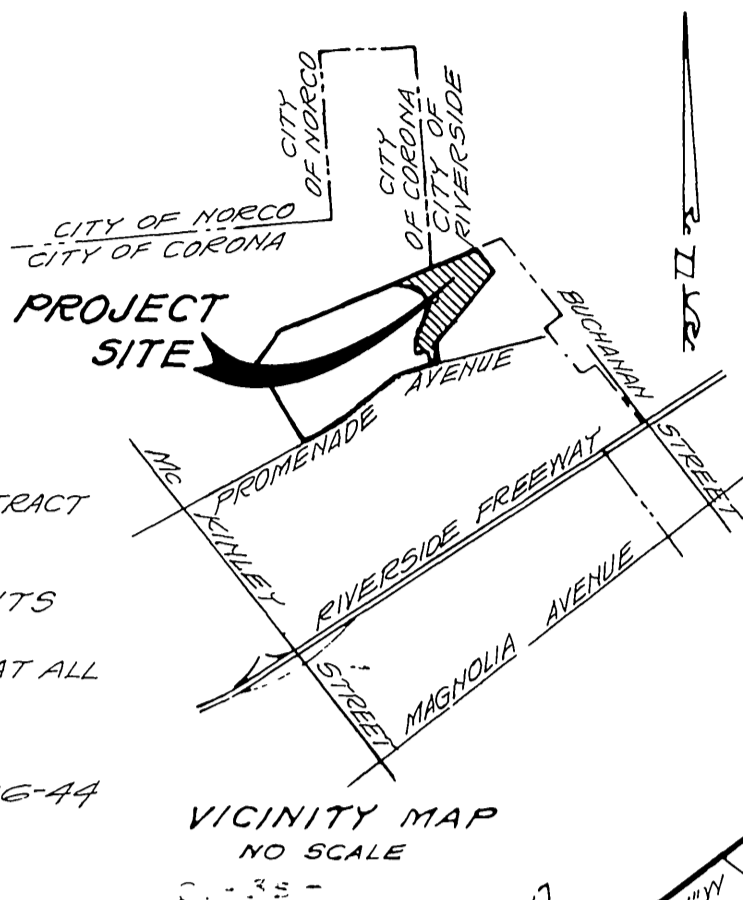 CITY
OF NORCO
CITY
OF CORONA
CITY OF
RIVERSIDE
CITY OF NORCO
CITY OF CORONA
PROJECT
SITE
BUCHANAN
STREET
PROMENADE AVENUE
Mc KINLEY
STREET
RIVERSIDE FREEWAY
MAGNOLIA AVENUE
TRACT
AT ALL
6-44
VICINITY MAP
NO SCALE